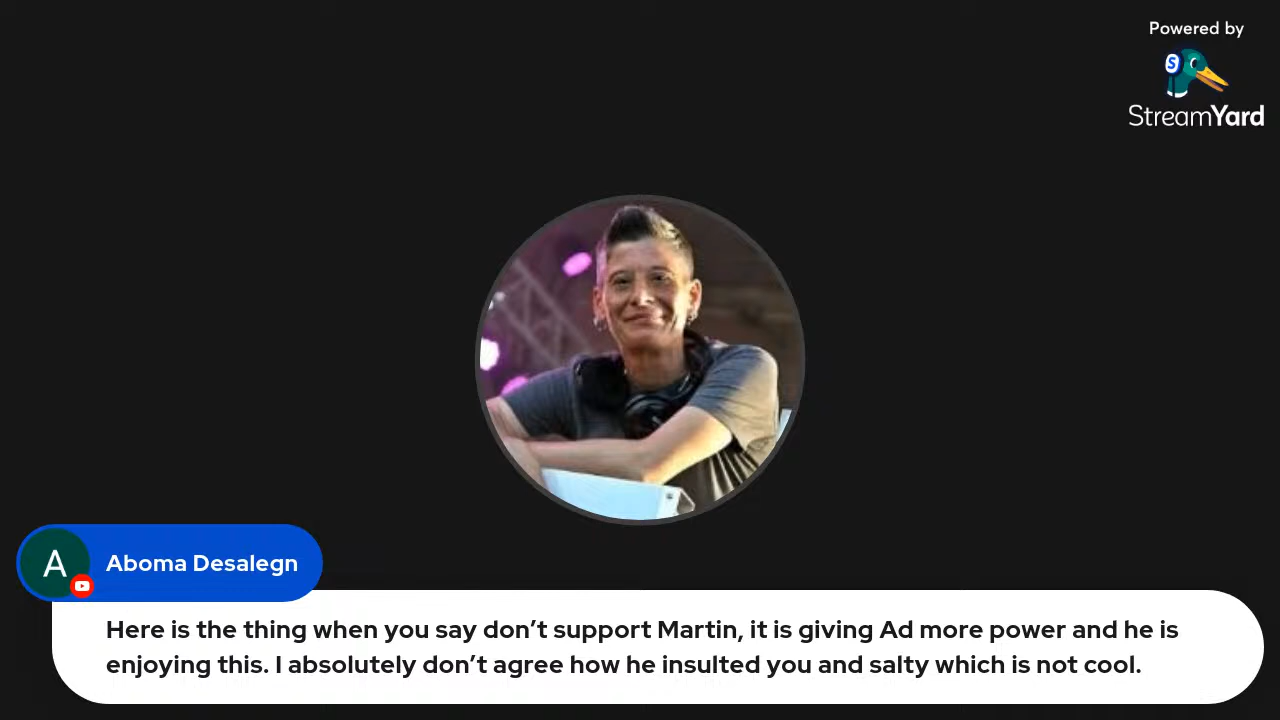 Powered by
S
StreamYard
A
Aboma Desalegn
Here is the thing when you say don’t support Martin, it is giving Ad more power and he is
enjoying this. I absolutely don’t agree how he insulted you and salty which is not cool.